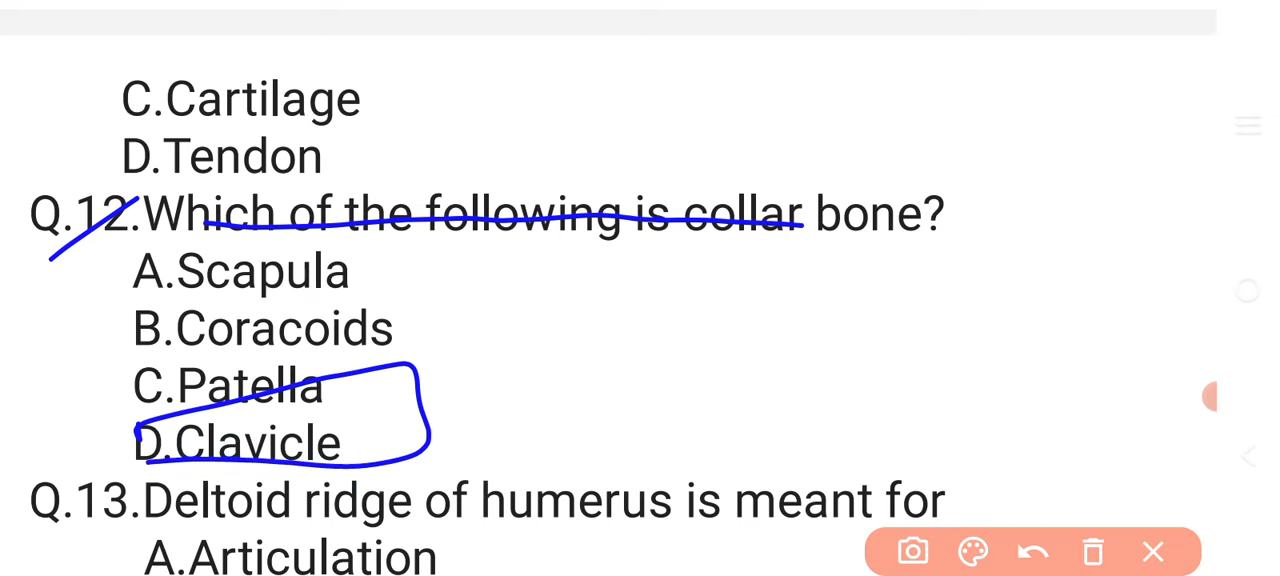 C.Cartilage
D.Tendon
Q.12.Which of the following is collar bone?
A.Scapula
B.Coracoids
C.Patella
D.Clavicle
Q.13.Deltoid ridge of humerus is meant for
A.Articulation